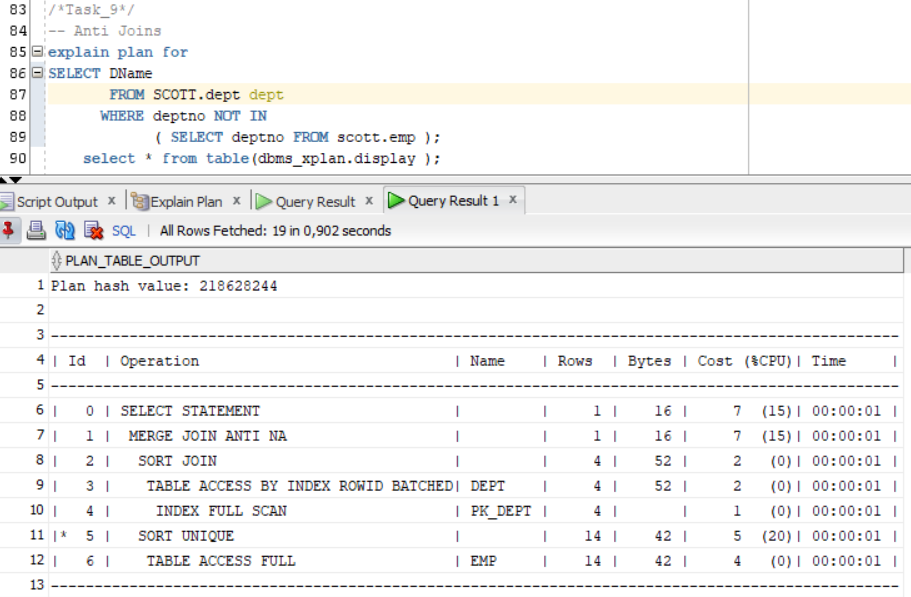 83 /*Task_9*/
84 -- Anti Joins
85 explain plan for
86 SELECT DName
87 FROM SCOTT.dept dept
88 WHERE deptno NOT IN
89 ( SELECT deptno FROM scott.emp );
90 select * from table(dbms_xplan.display );
Script Output x Explain Plan x Query Result x Query Result 1 x
SQL | All Rows Fetched: 19 in 0,902 seconds
PLAN_TABLE_OUTPUT
1 Plan hash value: 218628244
2
3 ----------------------------------------------------------------------------------------------
4 | Id | Operation | Name | Rows | Bytes | Cost (%CPU)| Time |
5 ----------------------------------------------------------------------------------------------
6 | 0 | SELECT STATEMENT | | 1 | 16 | 7 (15)| 00:00:01 |
7 | 1 | MERGE JOIN ANTI NA | | 1 | 16 | 7 (15)| 00:00:01 |
8 | 2 | SORT JOIN | | 4 | 52 | 2 (0)| 00:00:01 |
9 | 3 | TABLE ACCESS BY INDEX ROWID BATCHED| DEPT | 4 | 52 | 2 (0)| 00:00:01 |
10 | 4 | INDEX FULL SCAN | PK_DEPT | 4 | | 1 (0)| 00:00:01 |
11 |* 5 | SORT UNIQUE | | 14 | 42 | 5 (20)| 00:00:01 |
12 | 6 | TABLE ACCESS FULL | EMP | 14 | 42 | 4 (0)| 00:00:01 |
13 ----------------------------------------------------------------------------------------------